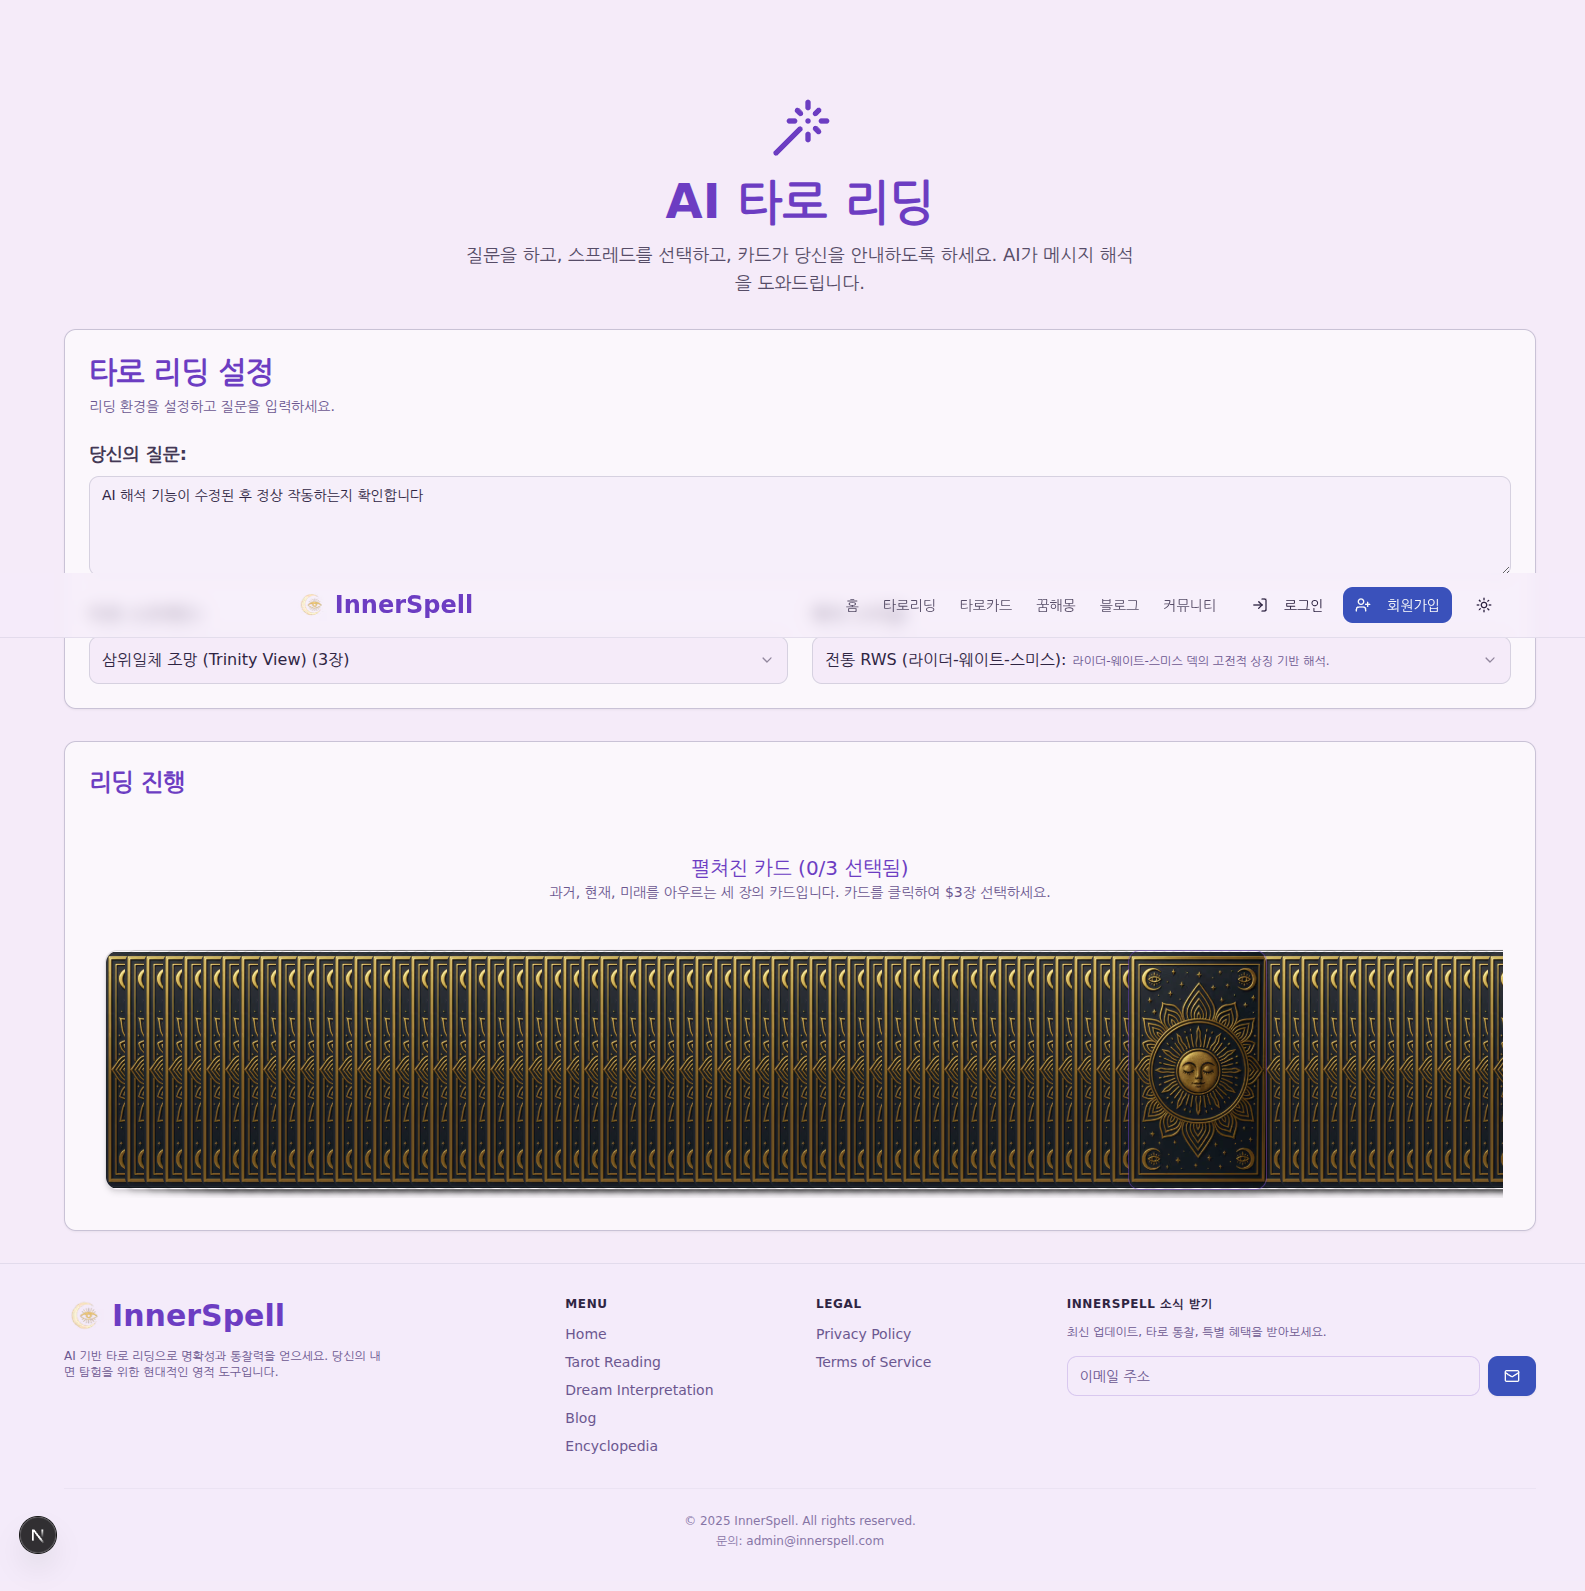 AI 타로 리딩
질문을 하고, 스프레드를 선택하고, 카드가 당신을 안내하도록 하세요. AI가 메시지 해석
을 도와드립니다.
타로 리딩 설정
리딩 환경을 설정하고 질문을 입력하세요.
당신의 질문:
AI 해석 기능이 수정된 후 정상 작동하는지 확인합니다
InnerSpell 홈 타로리딩 타로카드 꿈해몽 블로그 커뮤니티 로그인 회원가입
삼위일체 조망 (Trinity View) (3장)
전통 RWS (라이더-웨이트-스미스): 라이더-웨이트-스미스 덱의 고전적 상징 기반 해석.
리딩 진행
펼쳐진 카드 (0/3 선택됨)
과거, 현재, 미래를 아우르는 세 장의 카드입니다. 카드를 클릭하여 $3장 선택하세요.
InnerSpell
AI 기반 타로 리딩으로 명확성과 통찰력을 얻으세요. 당신의 내
면 탐험을 위한 현대적인 영적 도구입니다.
MENU
Home
Tarot Reading
Dream Interpretation
Blog
Encyclopedia
LEGAL
Privacy Policy
Terms of Service
INNERSPELL 소식 받기
최신 업데이트, 타로 통찰, 특별 혜택을 받아보세요.
이메일 주소
© 2025 InnerSpell. All rights reserved.
문의: admin@innerspell.com
N